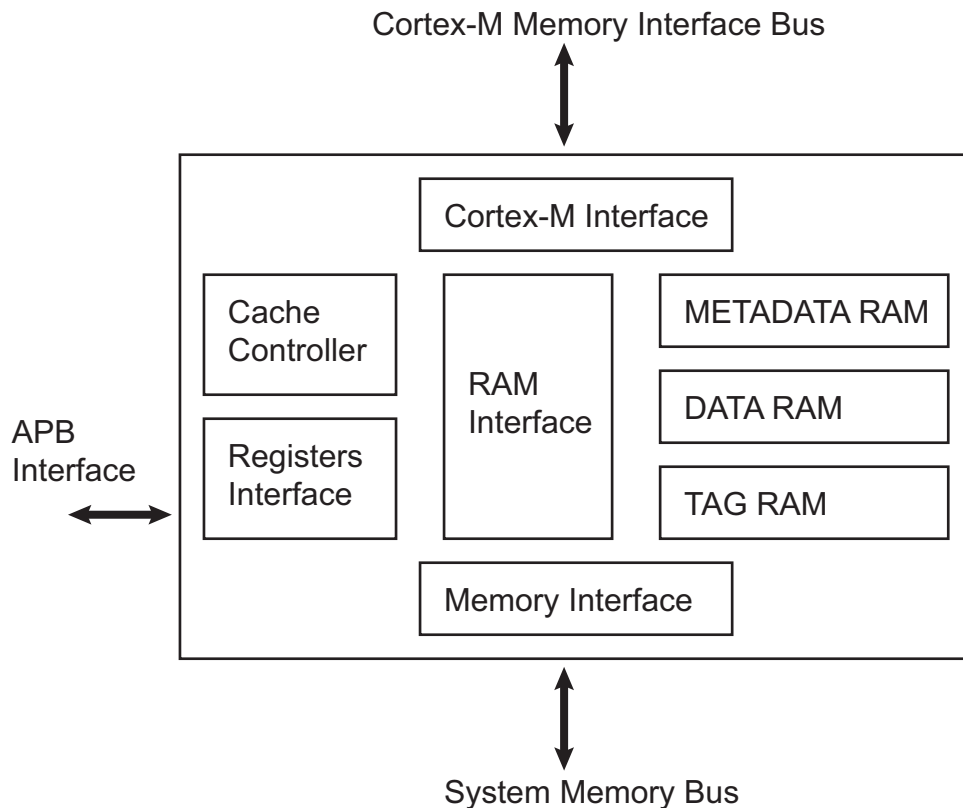 Cortex-M Memory Interface Bus
Cortex-M Interface
Cache
Controller
RAM
Interface
METADATA RAM
DATA RAM
APB
Interface
Registers
Interface
TAG RAM
Memory Interface
System Memory Bus